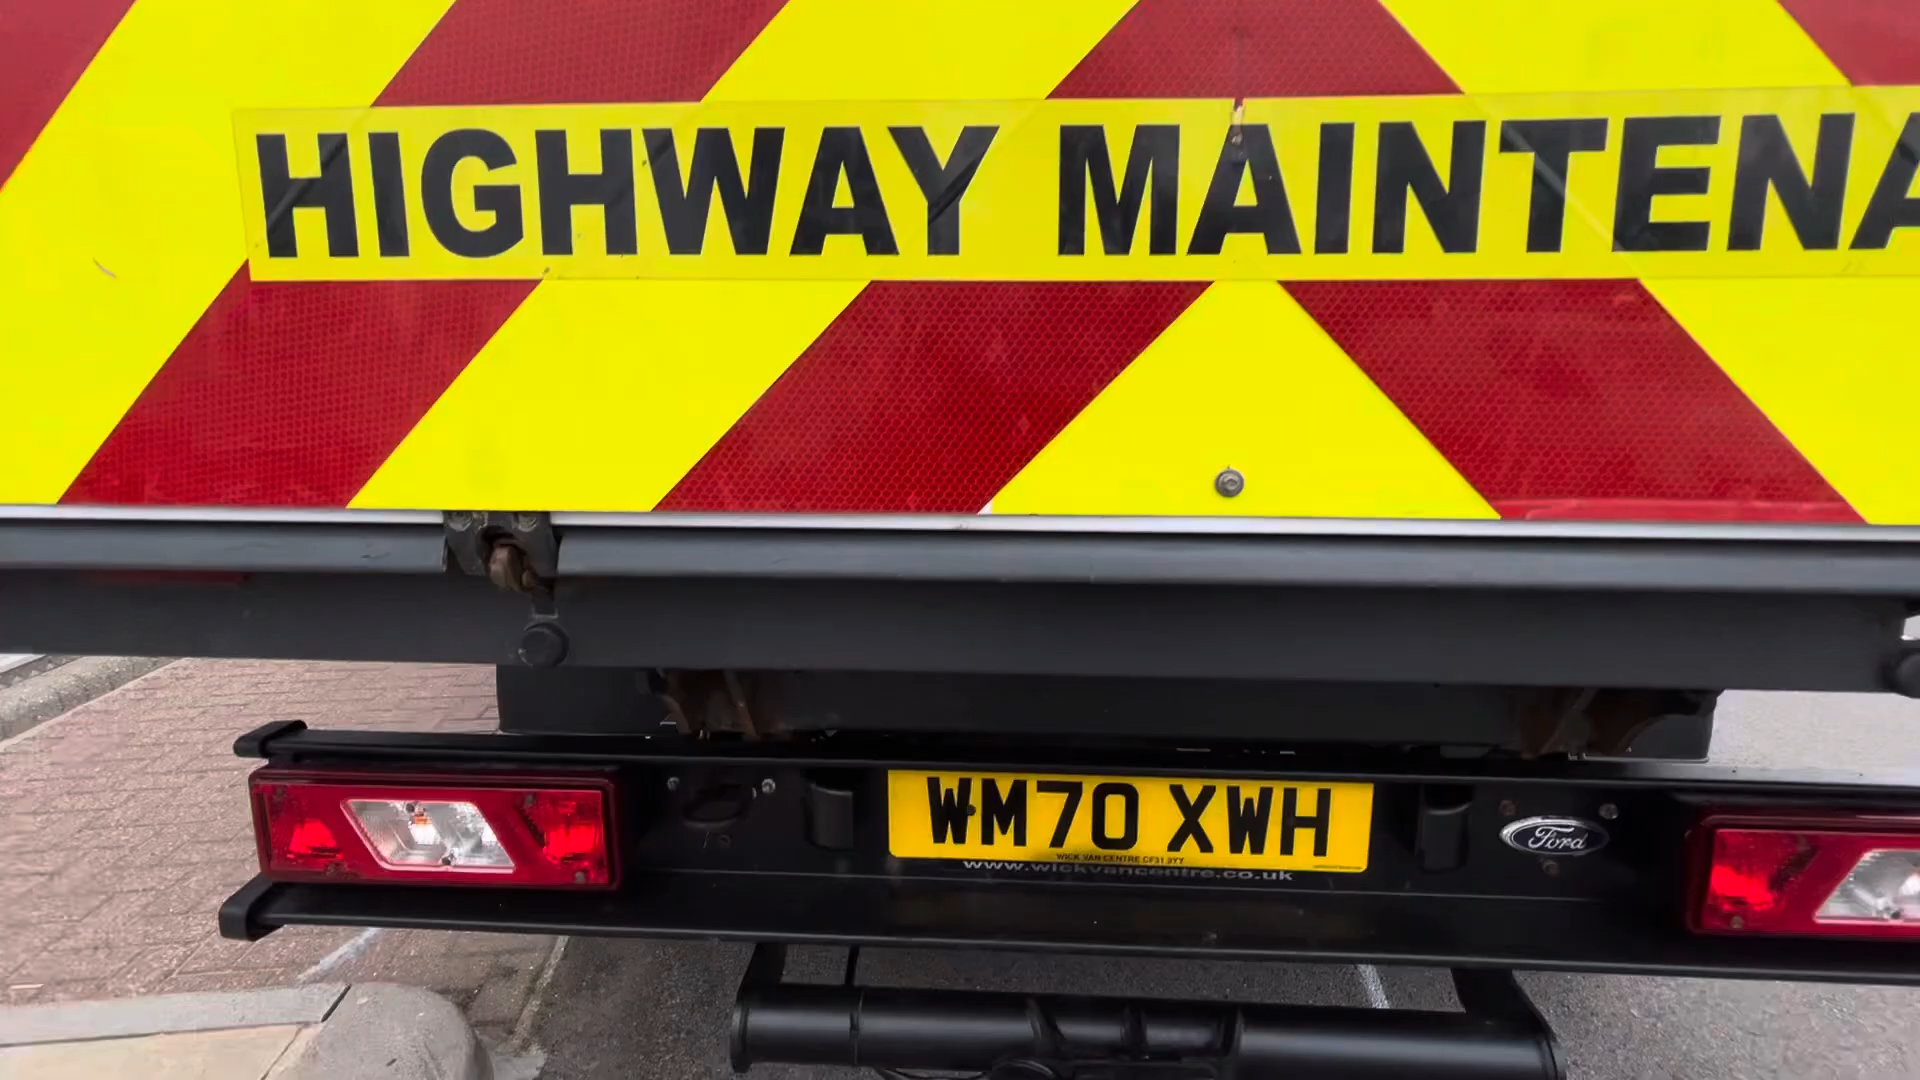 HIGHWAY MAINTENA
WM70 XWH
WICK VAN CENTRE CF31 3YY
www.wickvancentre.co.uk
Ford